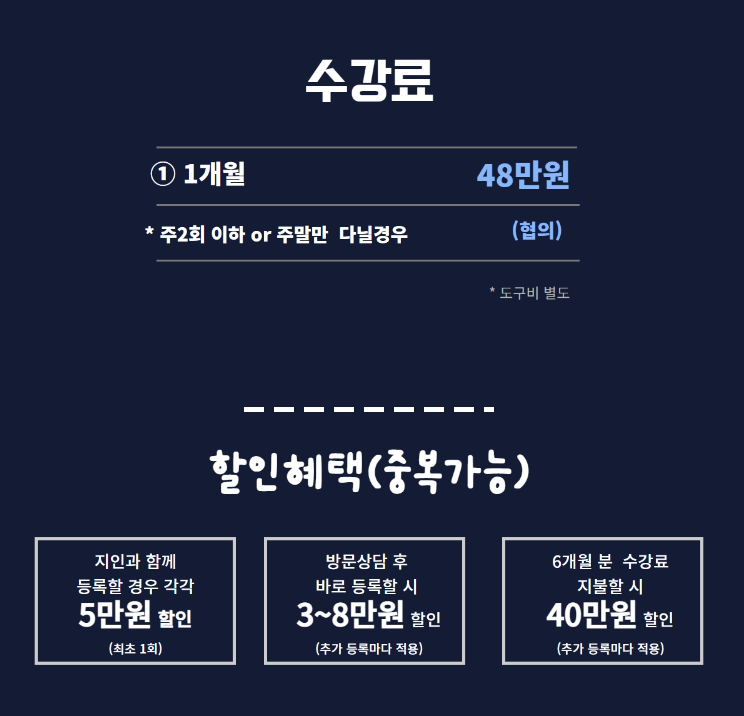 수강료
① 1개월
48만원
* 주2회 이하 or 주말만 다닐경우
(협의)
* 도구비 별도
할인혜택(중복가능)
지인과 함께
등록할 경우 각각
5만원 할인
(최초 1회)
방문상담 후
바로 등록할 시
3~8만원 할인
(추가 등록마다 적용)
6개월 분 수강료
지불할 시
40만원 할인
(추가 등록마다 적용)